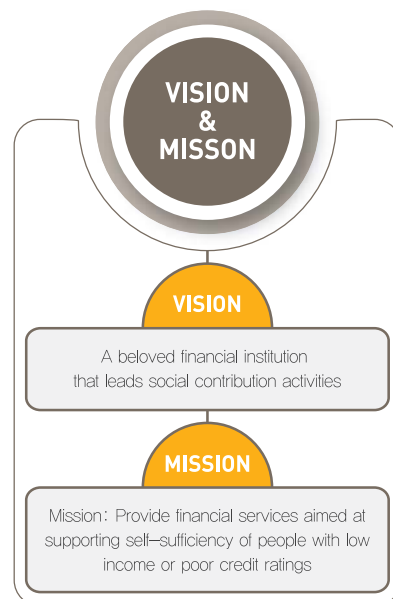 VISION
&
MISSON
VISION
A beloved financial institution
that leads social contribution activities
MISSION
Mission: Provide financial services aimed at
supporting self-sufficiency of people with low
income or poor credit ratings